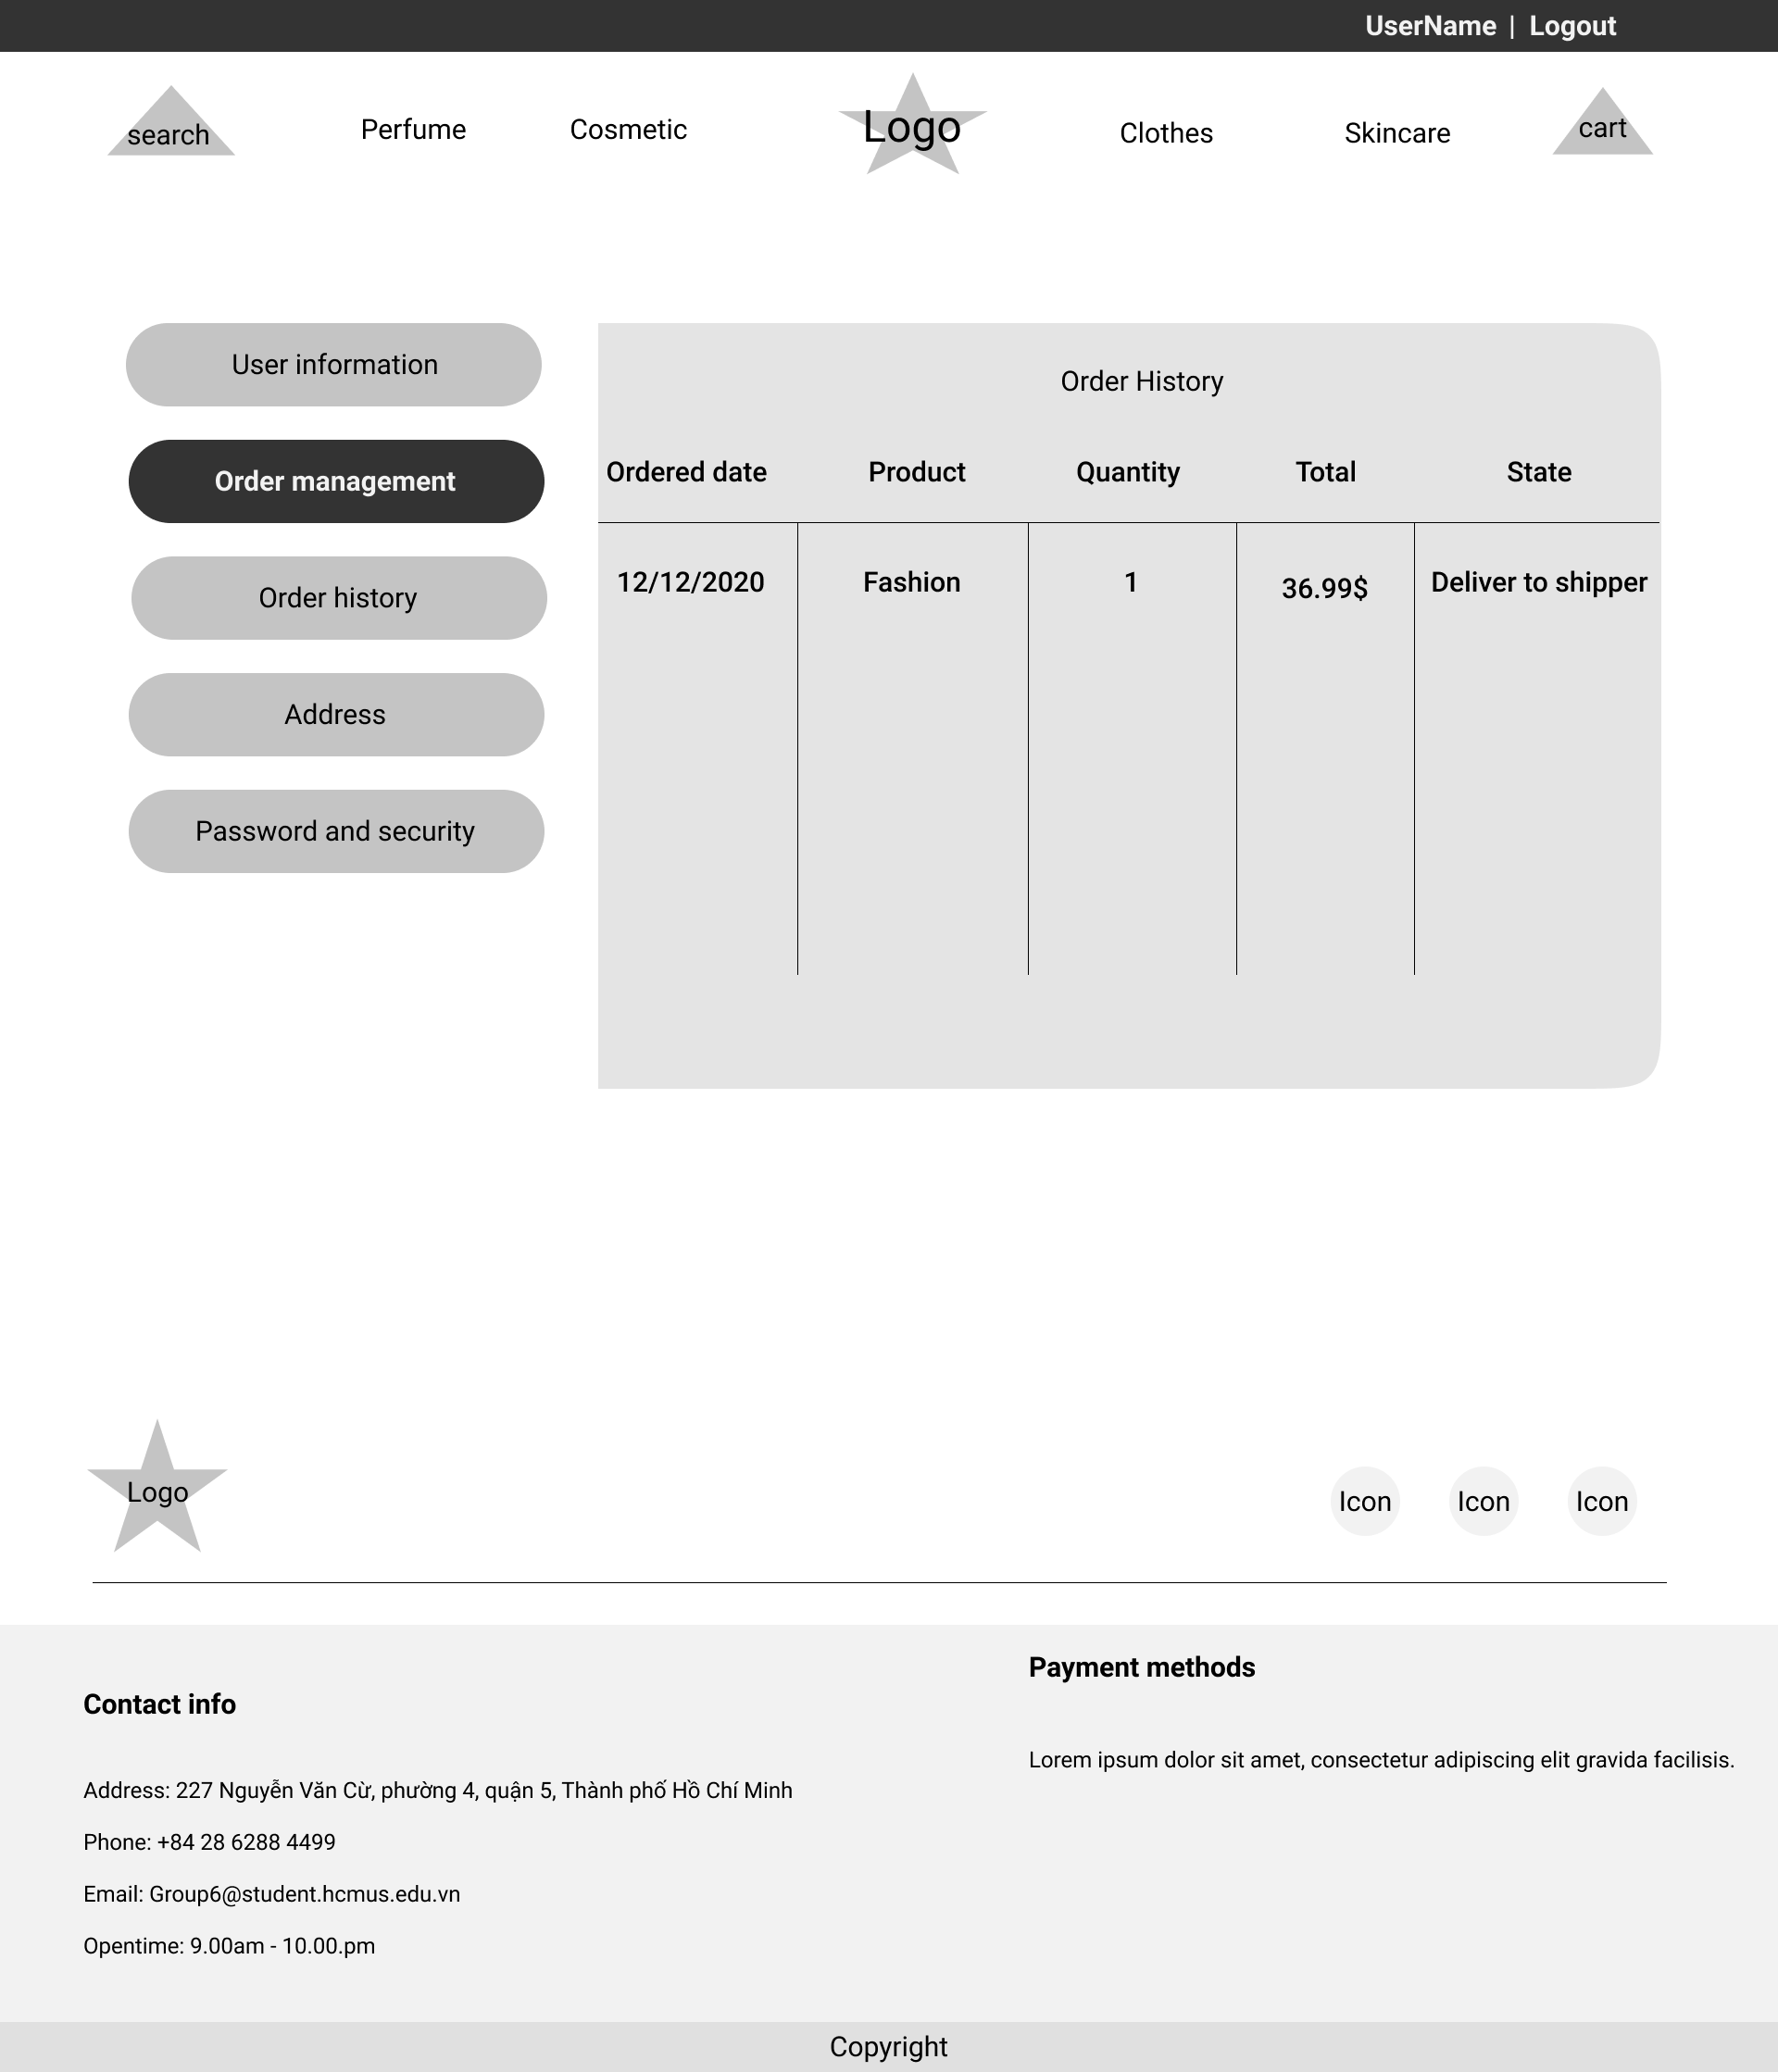 UserName | Logout
search
Perfume
Cosmetic
Logo
Clothes
Skincare
cart
User information
Order management
Order history
Address
Password and security
Order History
Ordered date Product Quantity Total State
12/12/2020 Fashion 1 36.99$ Deliver to shipper
Logo
Icon Icon Icon
Contact info
Address: 227 Nguyễn Văn Cừ, phường 4, quận 5, Thành phố Hồ Chí Minh
Phone: +84 28 6288 4499
Email: Group6@student.hcmus.edu.vn
Opentime: 9.00am - 10.00.pm
Payment methods
Lorem ipsum dolor sit amet, consectetur adipiscing elit gravida facilisis.
Copyright